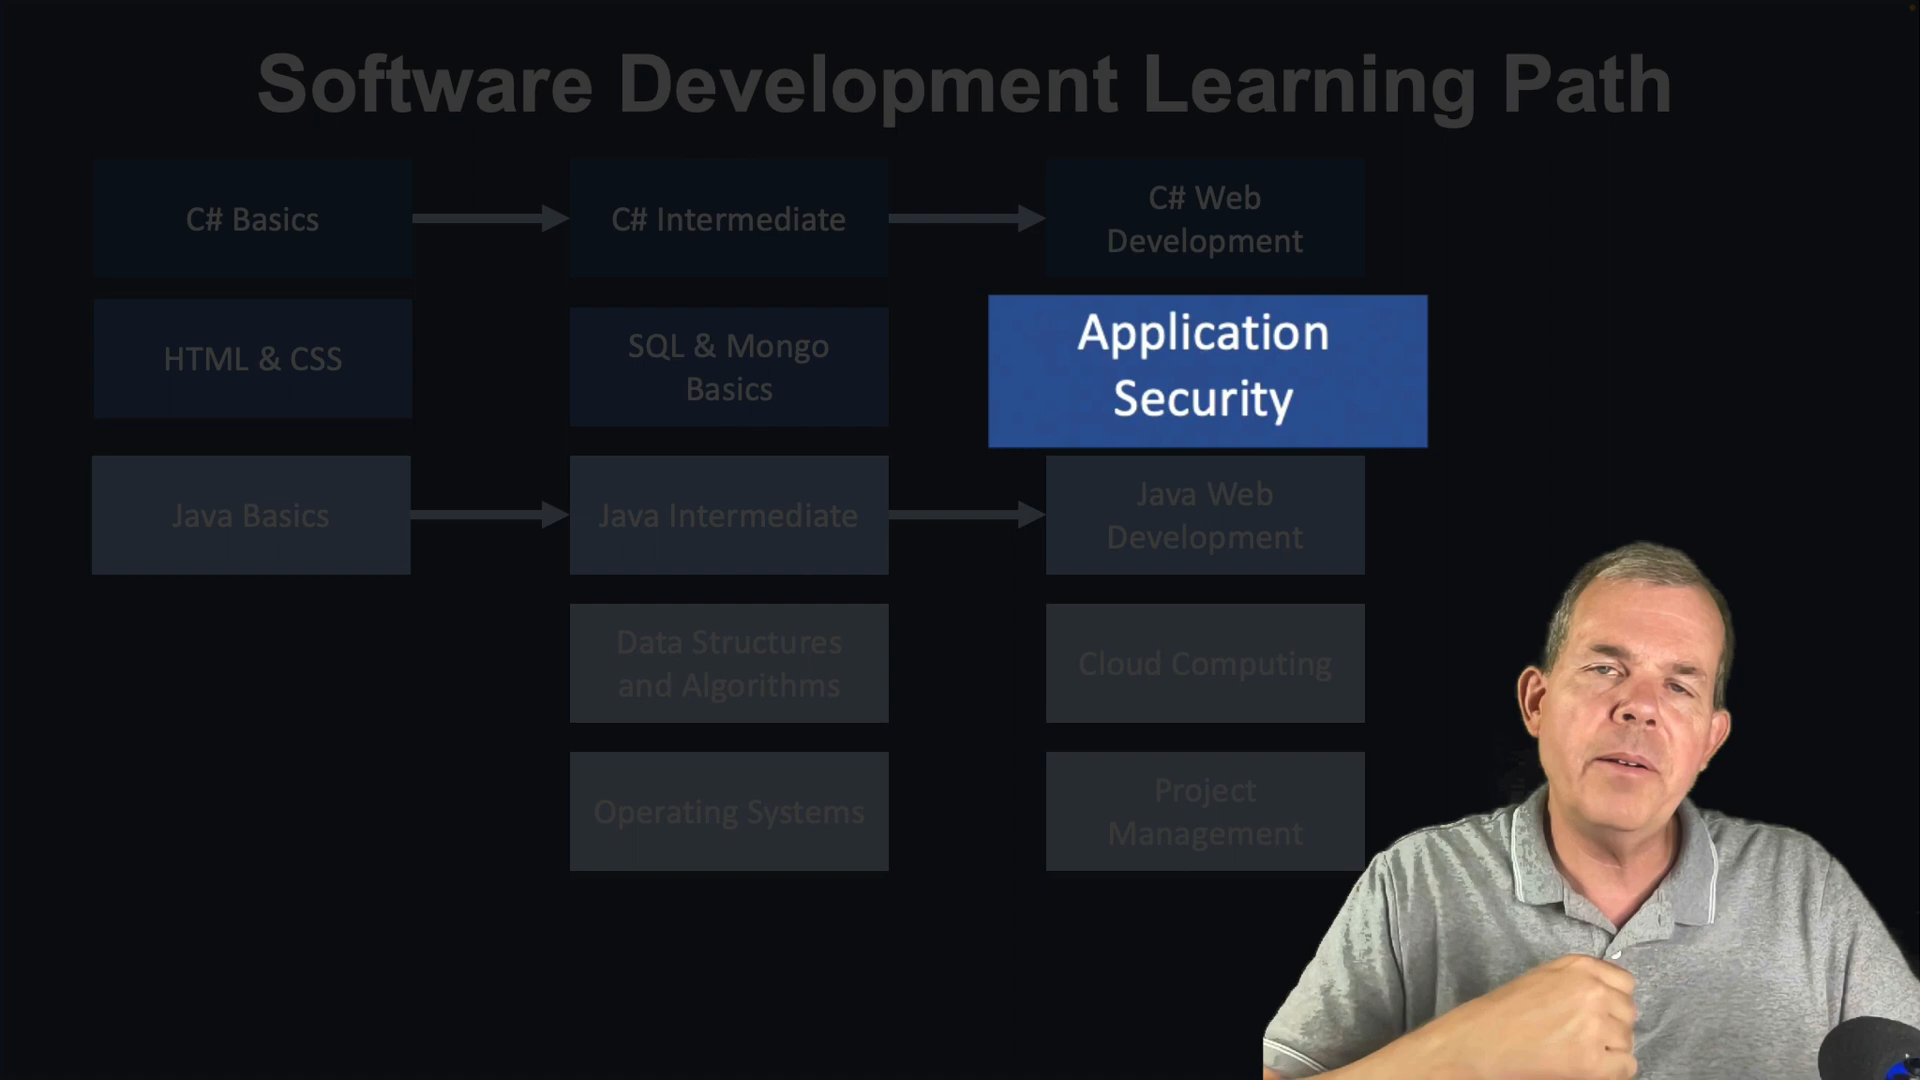 Software Development Learning Path
C# Basics
C# Intermediate
C# Web
Development
HTML & CSS
SQL & Mongo
Basics
Application
Security
Java Basics
Java Intermediate
Java Web
Development
Data Structures
and Algorithms
Cloud Computing
Operating Systems
Project
Management